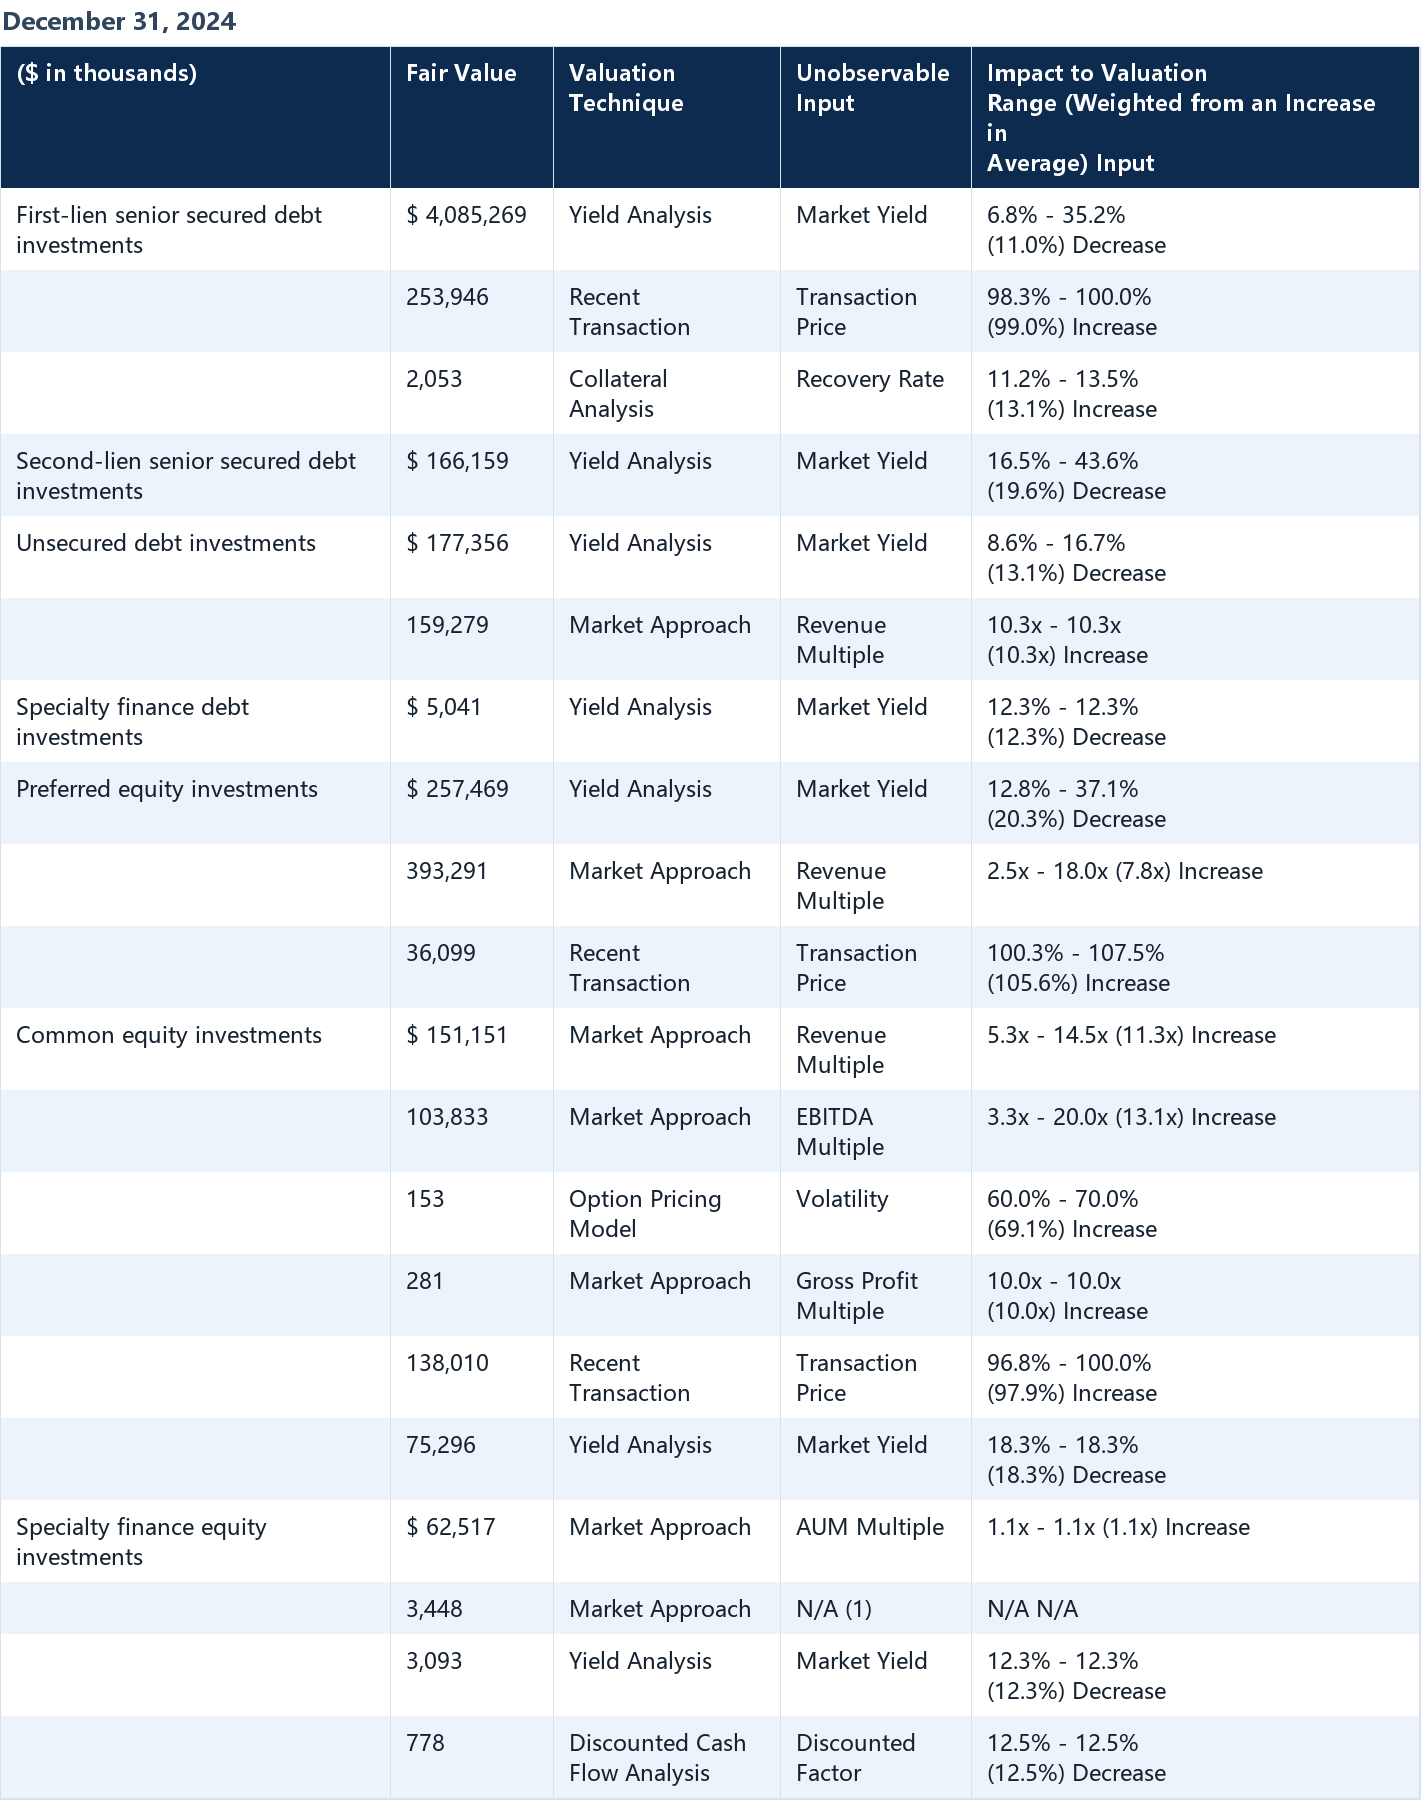 December 31, 2024
($ in thousands) Fair Value Valuation Unobservable Impact to Valuation
Technique Input Range (Weighted from an Increase
in
Average) Input
First-lien senior secured debt $ 4,085,269 Yield Analysis Market Yield 6.8% - 35.2%
investments (11.0%) Decrease
253,946 Recent Transaction 98.3% - 100.0%
Transaction Price (99.0%) Increase
2,053 Collateral Recovery Rate 11.2% - 13.5%
Analysis (13.1%) Increase
Second-lien senior secured debt $ 166,159 Yield Analysis Market Yield 16.5% - 43.6%
investments (19.6%) Decrease
Unsecured debt investments $ 177,356 Yield Analysis Market Yield 8.6% - 16.7%
(13.1%) Decrease
159,279 Market Approach Revenue 10.3x - 10.3x
Multiple (10.3x) Increase
Specialty finance debt $ 5,041 Yield Analysis Market Yield 12.3% - 12.3%
investments (12.3%) Decrease
Preferred equity investments $ 257,469 Yield Analysis Market Yield 12.8% - 37.1%
(20.3%) Decrease
393,291 Market Approach Revenue 2.5x - 18.0x (7.8x) Increase
Multiple
36,099 Recent Transaction 100.3% - 107.5%
Transaction Price (105.6%) Increase
Common equity investments $ 151,151 Market Approach Revenue 5.3x - 14.5x (11.3x) Increase
Multiple
103,833 Market Approach EBITDA 3.3x - 20.0x (13.1x) Increase
Multiple
153 Option Pricing Volatility 60.0% - 70.0%
Model (69.1%) Increase
281 Market Approach Gross Profit 10.0x - 10.0x
Multiple (10.0x) Increase
138,010 Recent Transaction 96.8% - 100.0%
Transaction Price (97.9%) Increase
75,296 Yield Analysis Market Yield 18.3% - 18.3%
(18.3%) Decrease
Specialty finance equity $ 62,517 Market Approach AUM Multiple 1.1x - 1.1x (1.1x) Increase
investments
3,448 Market Approach N/A (1) N/A N/A
3,093 Yield Analysis Market Yield 12.3% - 12.3%
(12.3%) Decrease
778 Discounted Cash Discounted 12.5% - 12.5%
Flow Analysis Factor (12.5%) Decrease